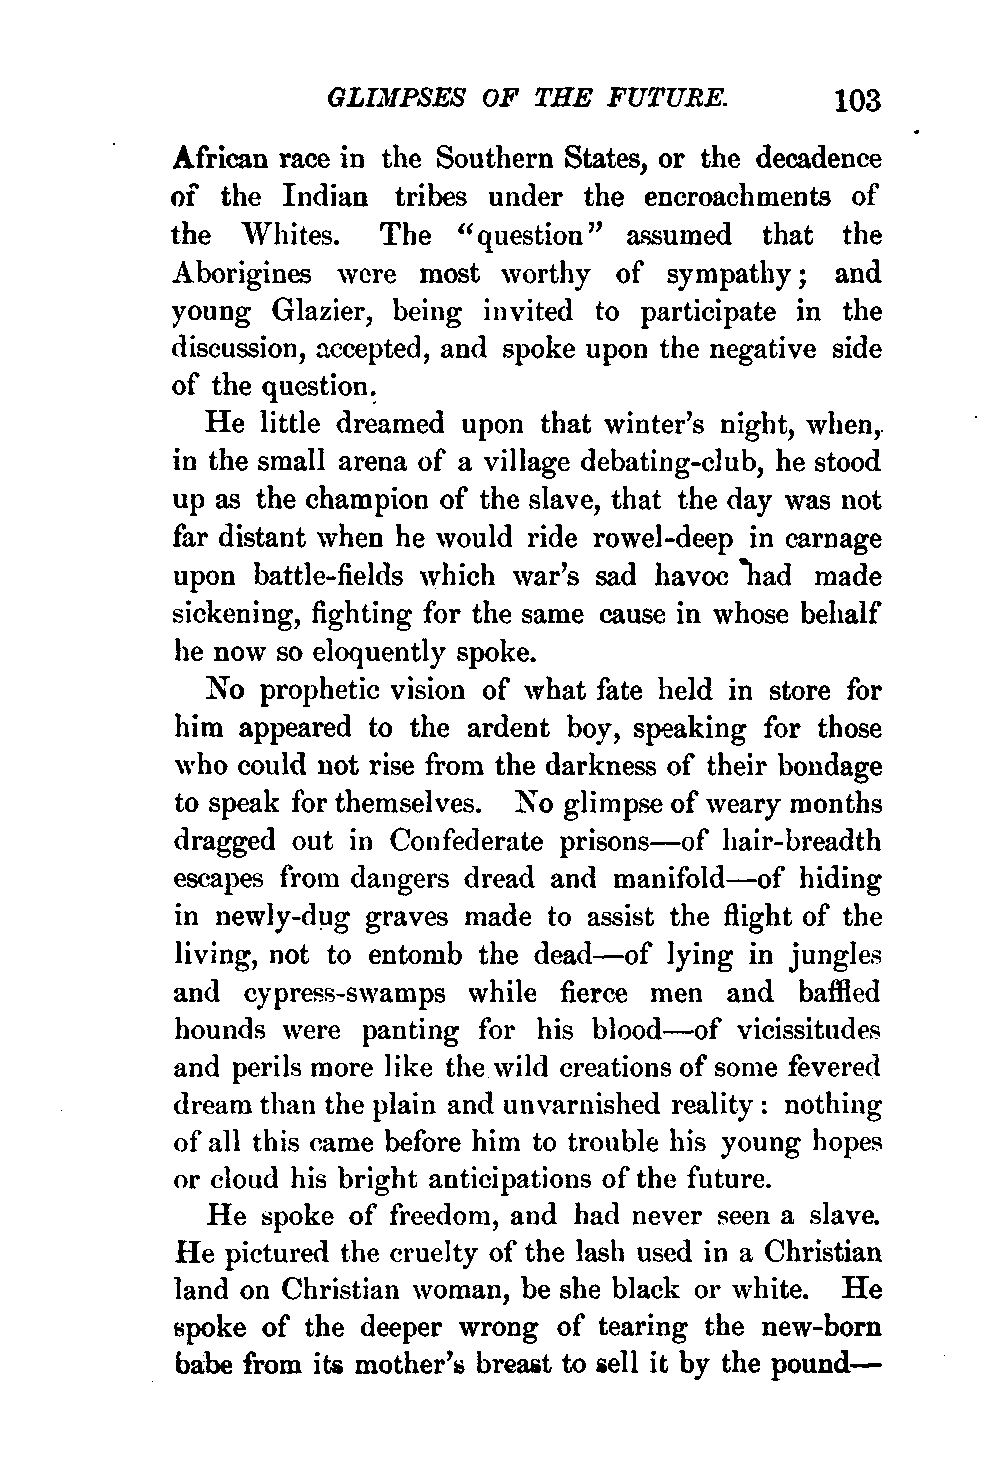 GLIMPSES OF THE FUTURE. 103
African race in the Southern States, or the decadence
of the Indian tribes under the encroachments of
the Whites. The "question" assumed that the
Aborigines were most worthy of sympathy; and
young Glazier, being invited to participate in the
discussion, accepted, and spoke upon the negative side
of the question.
He little dreamed upon that winter's night, when,
in the small arena of a village debating-club, he stood
up as the champion of the slave, that the day was not
far distant when he would ride rowel-deep in carnage
upon battle-fields which war's sad havoc had made
sickening, fighting for the same cause in whose behalf
he now so eloquently spoke.
No prophetic vision of what fate held in store for
him appeared to the ardent boy, speaking for those
who could not rise from the darkness of their bondage
to speak for themselves. No glimpse of weary months
dragged out in Confederate prisons—of hair-breadth
escapes from dangers dread and manifold—of hiding
in newly-dug graves made to assist the flight of the
living, not to entomb the dead—of lying in jungles
and cypress-swamps while fierce men and baffled
hounds were panting for his blood—of vicissitudes
and perils more like the wild creations of some fevered
dream than the plain and unvarnished reality: nothing
of all this came before him to trouble his young hopes
or cloud his bright anticipations of the future.
He spoke of freedom, and had never seen a slave.
He pictured the cruelty of the lash used in a Christian
land on Christian woman, be she black or white. He
spoke of the deeper wrong of tearing the new-born
babe from its mother's breast to sell it by the pound—